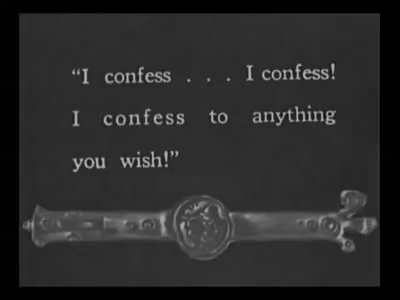 "I confess . . . I confess!
I confess to anything
you wish!"